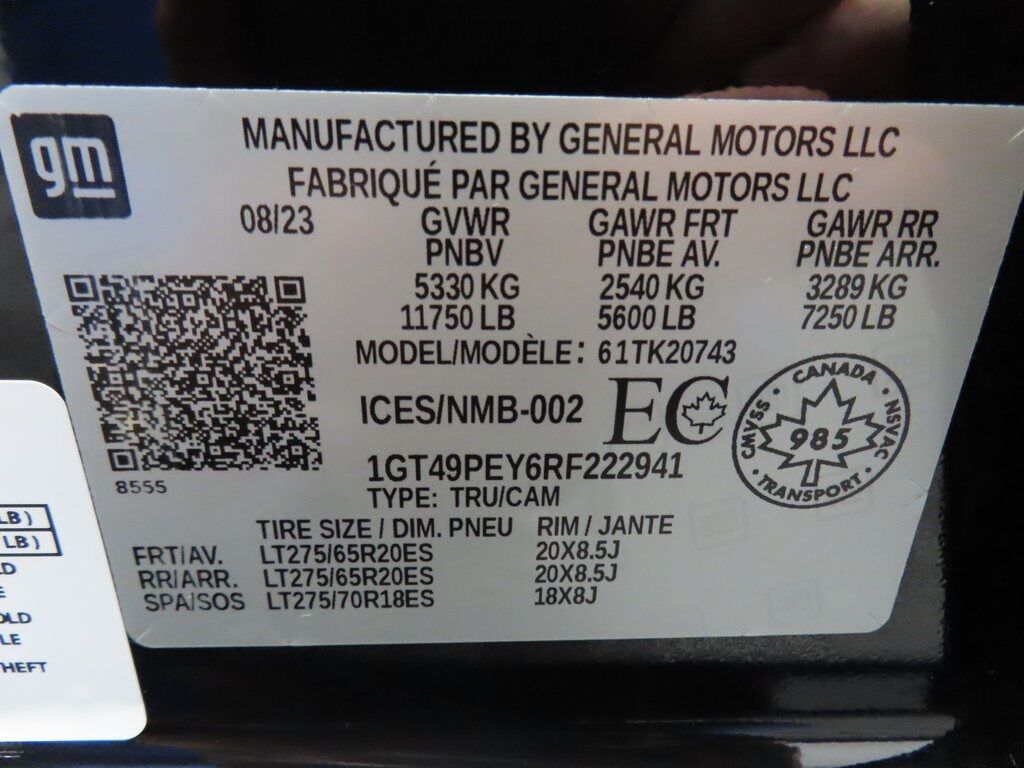 gm
MANUFACTURED BY GENERAL MOTORS LLC
FABRIQUÉ PAR GENERAL MOTORS LLC
08/23 GVWR GAWR FRT GAWR RR
PNBV PNBE AV. PNBE ARR.
5330 KG 2540 KG 3289 KG
11750 LB 5600 LB 7250 LB
MODEL/MODÈLE: 61TK20743
ICES/NMB-002 EC
CANADA
CMVSS 985 NSVAC
TRANSPORT
1GT49PEY6RF222941
8555
TYPE: TRU/CAM
TIRE SIZE / DIM. PNEU RIM / JANTE
FRT/AV. LT275/65R20ES 20X8.5J
RR/ARR. LT275/65R20ES 20X8.5J
SPA/SOS LT275/70R18ES 18X8J
LB)
LB)
LD
E
OLD
LE
THEFT